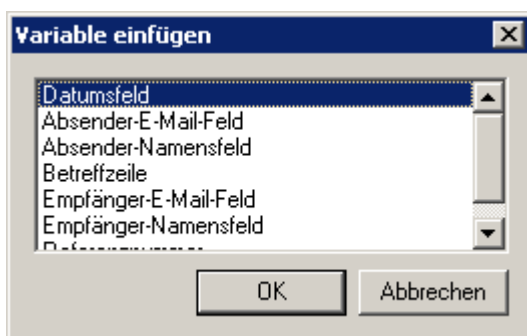 Variable einfügen
Datumsfeld
Absender-E-Mail-Feld
Absender-Namensfeld
Betreffzeile
Empfänger-E-Mail-Feld
Empfänger-Namensfeld
OK
Abbrechen